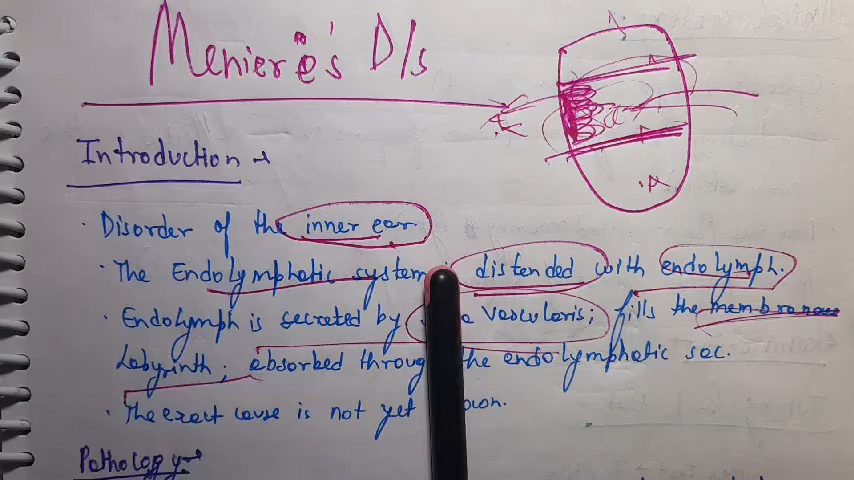 Meniere's D/s
Introduction →
· Disorder of the inner ear.
· The Endolymphatic system distended with endolymph.
· Endolymph is secreted by Vascularis; fills the membranous
Labyrinth; absorbed through the endolymphatic sac.
· The exact cause is not yet
Pathology →